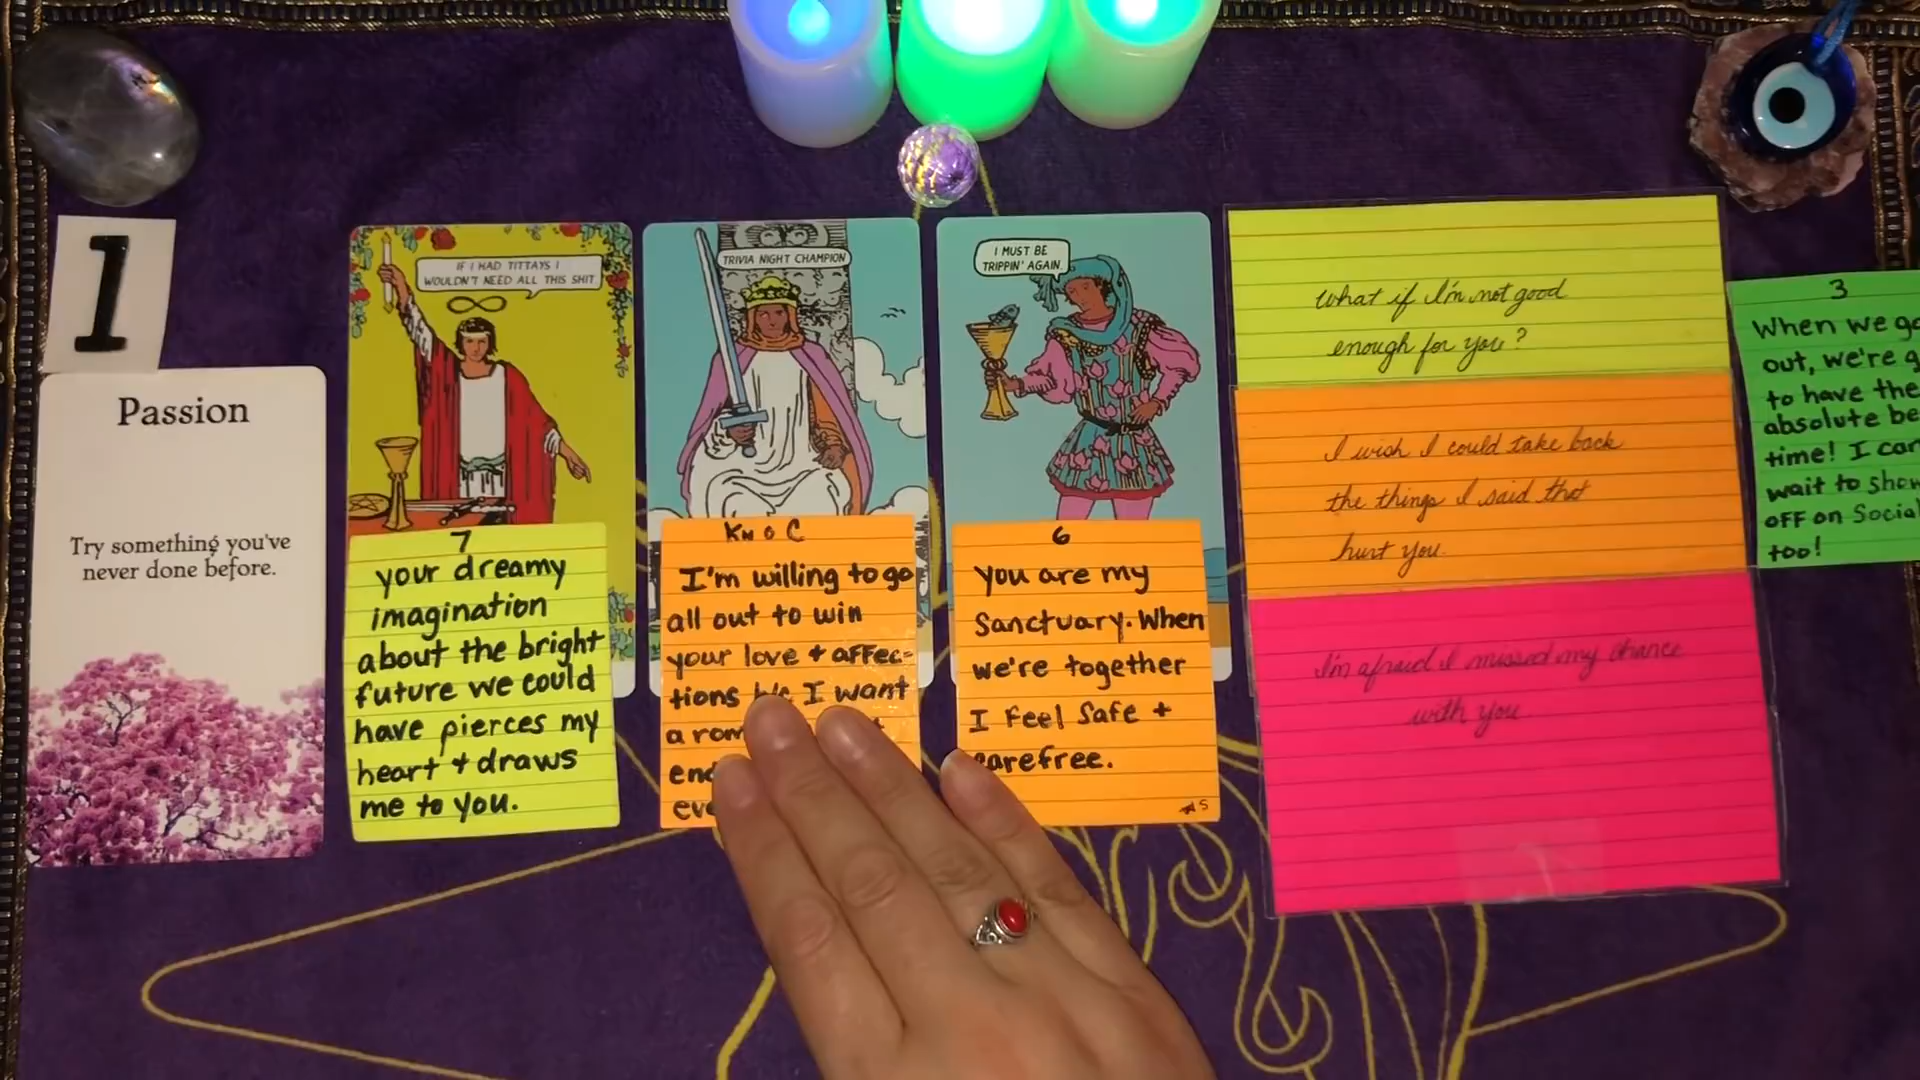 1
Passion
Try something you've
never done before.
IF I HAD TITTAYS I
WOULDN'T NEED ALL THIS SHIT
7
your dreamy
imagination
about the bright
future we could
have pierces my
heart + draws
me to you.
TRIVIA NIGHT CHAMPION
KN O C
I'm willing to go
all out to win
your love + affec-
tions b/c I want
a rom
end
eve
I MUST BE
TRIPPIN' AGAIN.
6
You are my
Sanctuary. When
we're together
I feel safe +
carefree.
What if I'm not good
enough for you?
I wish I could take back
the things I said that
hurt you.
I'm afraid I missed my chance
with you
3
When we go
out, we're g
to have the
absolute be
time! I can
wait to show
off on Social
too!